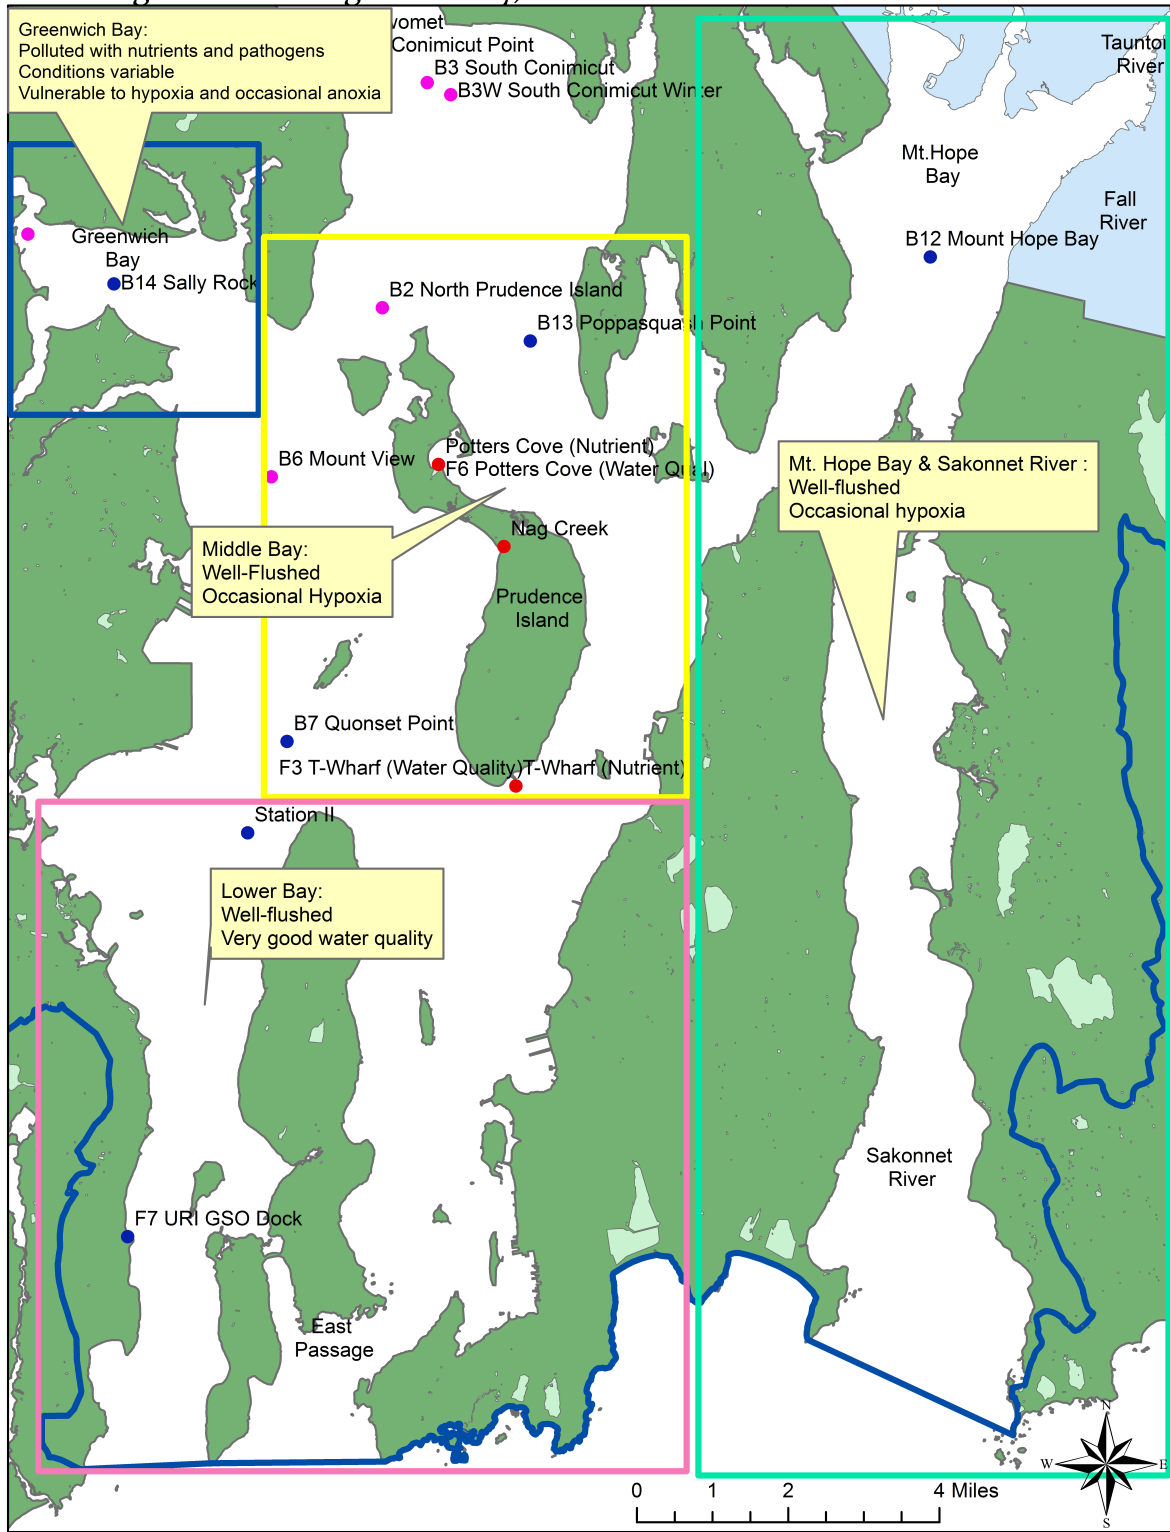 Greenwich Bay:
Polluted with nutrients and pathogens
Conditions variable
Vulnerable to hypoxia and occasional anoxia
Conimicut Point
B3 South Conimicut
B3W South Conimicut Winter
Taunton
River
Mt.Hope
Bay
Fall
River
B12 Mount Hope Bay
Greenwich
Bay
B14 Sally Rock
B2 North Prudence Island
B13 Poppasquash Point
B6 Mount View
Potters Cove (Nutrient)
F6 Potters Cove (Water Qual)
Mt. Hope Bay & Sakonnet River :
Well-flushed
Occasional hypoxia
Nag Creek
Middle Bay:
Well-Flushed
Occasional Hypoxia
Prudence
Island
B7 Quonset Point
F3 T-Wharf (Water Quality)
T-Wharf (Nutrient)
Station II
Lower Bay:
Well-flushed
Very good water quality
Sakonnet
River
F7 URI GSO Dock
East
Passage
N
W
E
S
0 1 2 4 Miles